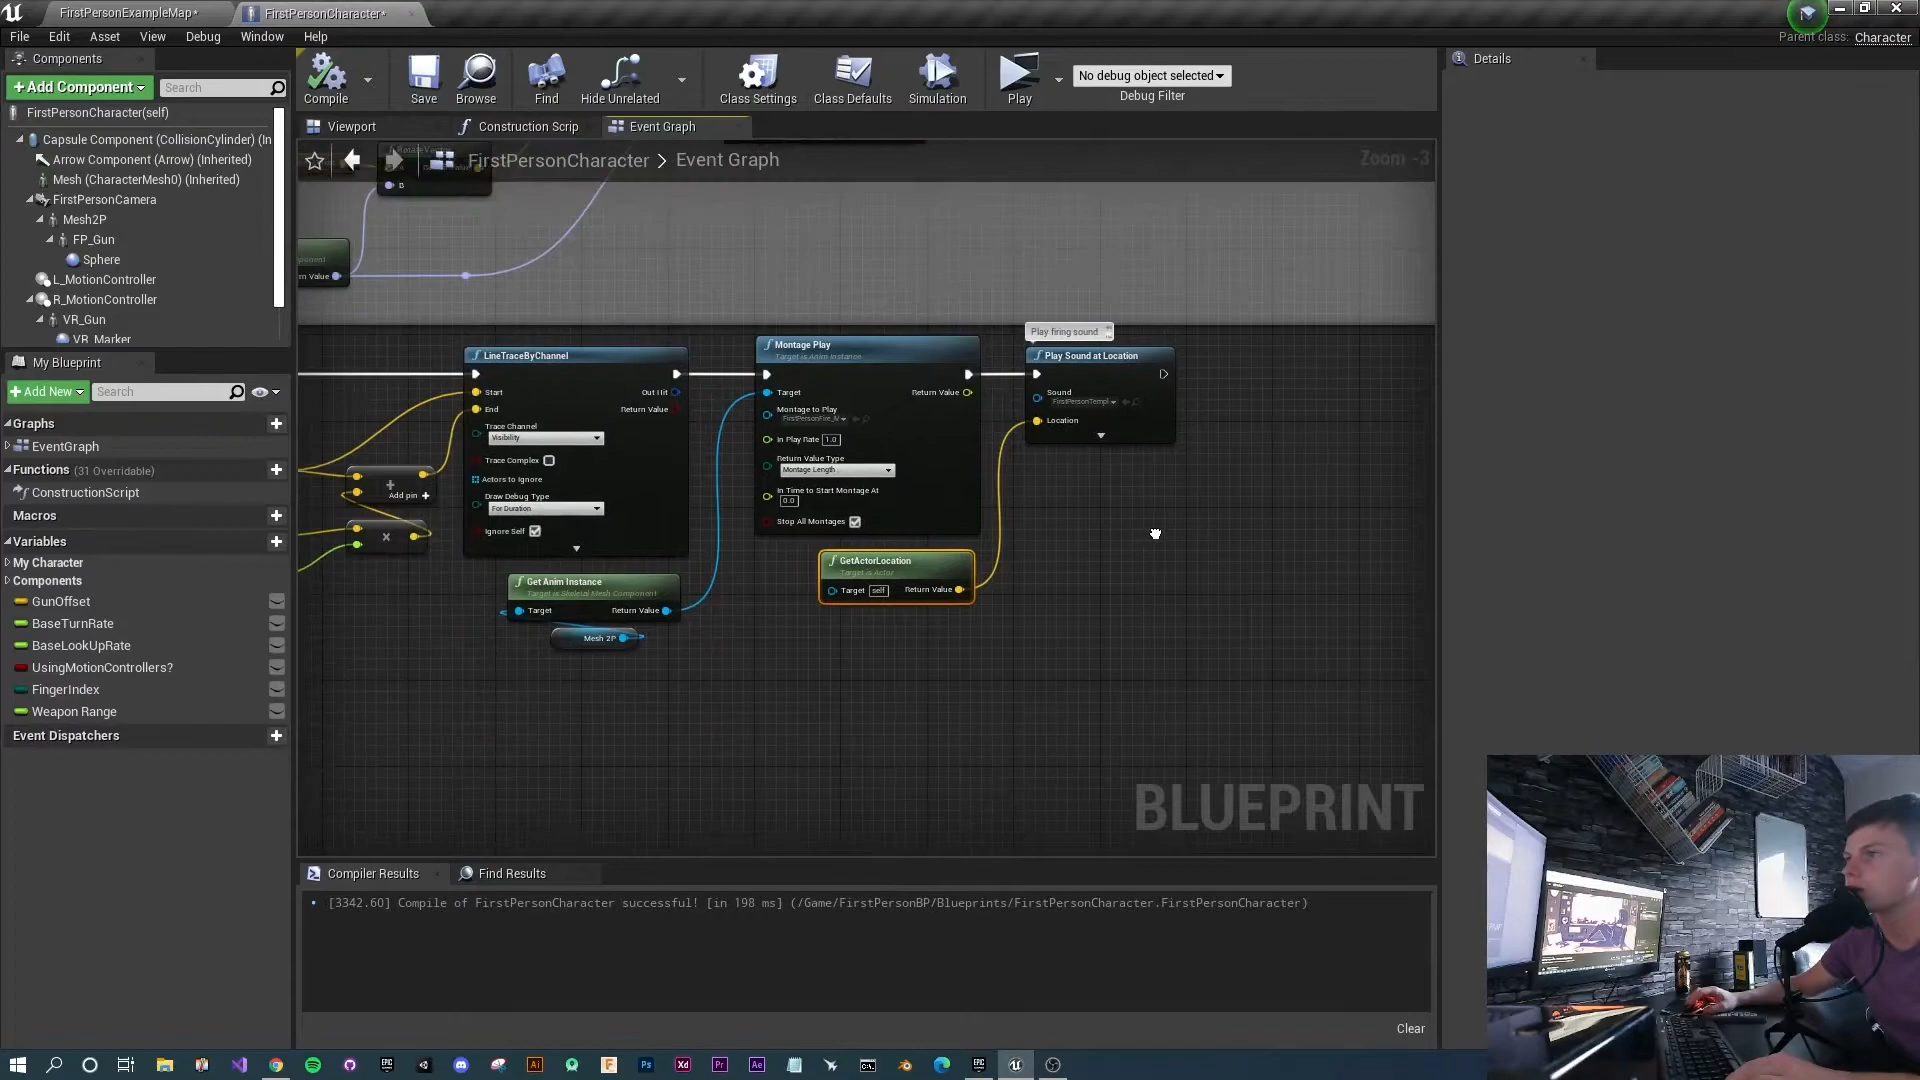 FirstPersonExampleMap*
FirstPersonCharacter*
File Edit Asset View Debug Window Help
Parent class: Character
Components
+Add Component
Search
FirstPersonCharacter(self)
Capsule Component (CollisionCylinder) (In
Arrow Component (Arrow) (Inherited)
Mesh (CharacterMesh0) (Inherited)
FirstPersonCamera
Mesh2P
FP_Gun
Sphere
L_MotionController
R_MotionController
VR_Gun
VR_Marker
Compile
Save
Browse
Find
Hide Unrelated
Class Settings
Class Defaults
Simulation
Play
No debug object selected
Debug Filter
Details
Viewport
Construction Scrip
Event Graph
FirstPersonCharacter > Event Graph
Zoom -3
B
Play firing sound
LineTraceByChannel
Start
End
Out Hit
Return Value
Trace Channel
Visibility
Trace Complex
Actors to Ignore
Draw Debug Type
For Duration
Ignore Self
Add pin +
Montage Play
Target is Anim Instance
Target
Return Value
Montage to Play
FirstPersonFire_M
In Play Rate 1.0
Return Value Type
Montage Length
In Time to Start Montage At
0.0
Stop All Montages
Play Sound at Location
Sound
FirstPersonTempl
Location
Get Anim Instance
Target is Skeletal Mesh Component
Target
Return Value
Mesh 2P
GetActorLocation
Target is Actor
Target self
Return Value
BLUEPRINT
My Blueprint
+Add New
Search
Graphs
EventGraph
Functions (31 Overridable)
ConstructionScript
Macros
Variables
My Character
Components
GunOffset
BaseTurnRate
BaseLookUpRate
UsingMotionControllers?
FingerIndex
Weapon Range
Event Dispatchers
Compiler Results
Find Results
[3342.60] Compile of FirstPersonCharacter successful! [in 198 ms] (/Game/FirstPersonBP/Blueprints/FirstPersonCharacter.FirstPersonCharacter)
Clear